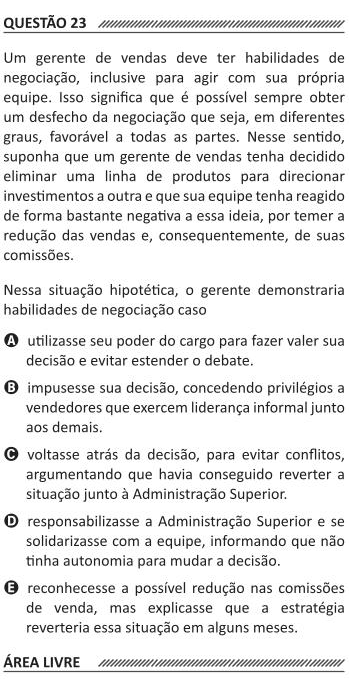 QUESTÃO 23
Um gerente de vendas deve ter habilidades de
negociação, inclusive para agir com sua própria
equipe. Isso significa que é possível sempre obter
um desfecho da negociação que seja, em diferentes
graus, favorável a todas as partes. Nesse sentido,
suponha que um gerente de vendas tenha decidido
eliminar uma linha de produtos para direcionar
investimentos a outra e que sua equipe tenha reagido
de forma bastante negativa a essa ideia, por temer a
redução das vendas e, consequentemente, de suas
comissões.
Nessa situação hipotética, o gerente demonstraria
habilidades de negociação caso
A utilizasse seu poder do cargo para fazer valer sua
decisão e evitar estender o debate.
B impusesse sua decisão, concedendo privilégios a
vendedores que exercem liderança informal junto
aos demais.
C voltasse atrás da decisão, para evitar conflitos,
argumentando que havia conseguido reverter a
situação junto à Administração Superior.
D responsabilizasse a Administração Superior e se
solidarizasse com a equipe, informando que não
tinha autonomia para mudar a decisão.
E reconhecesse a possível redução nas comissões
de venda, mas explicasse que a estratégia
reverteria essa situação em alguns meses.
ÁREA LIVRE